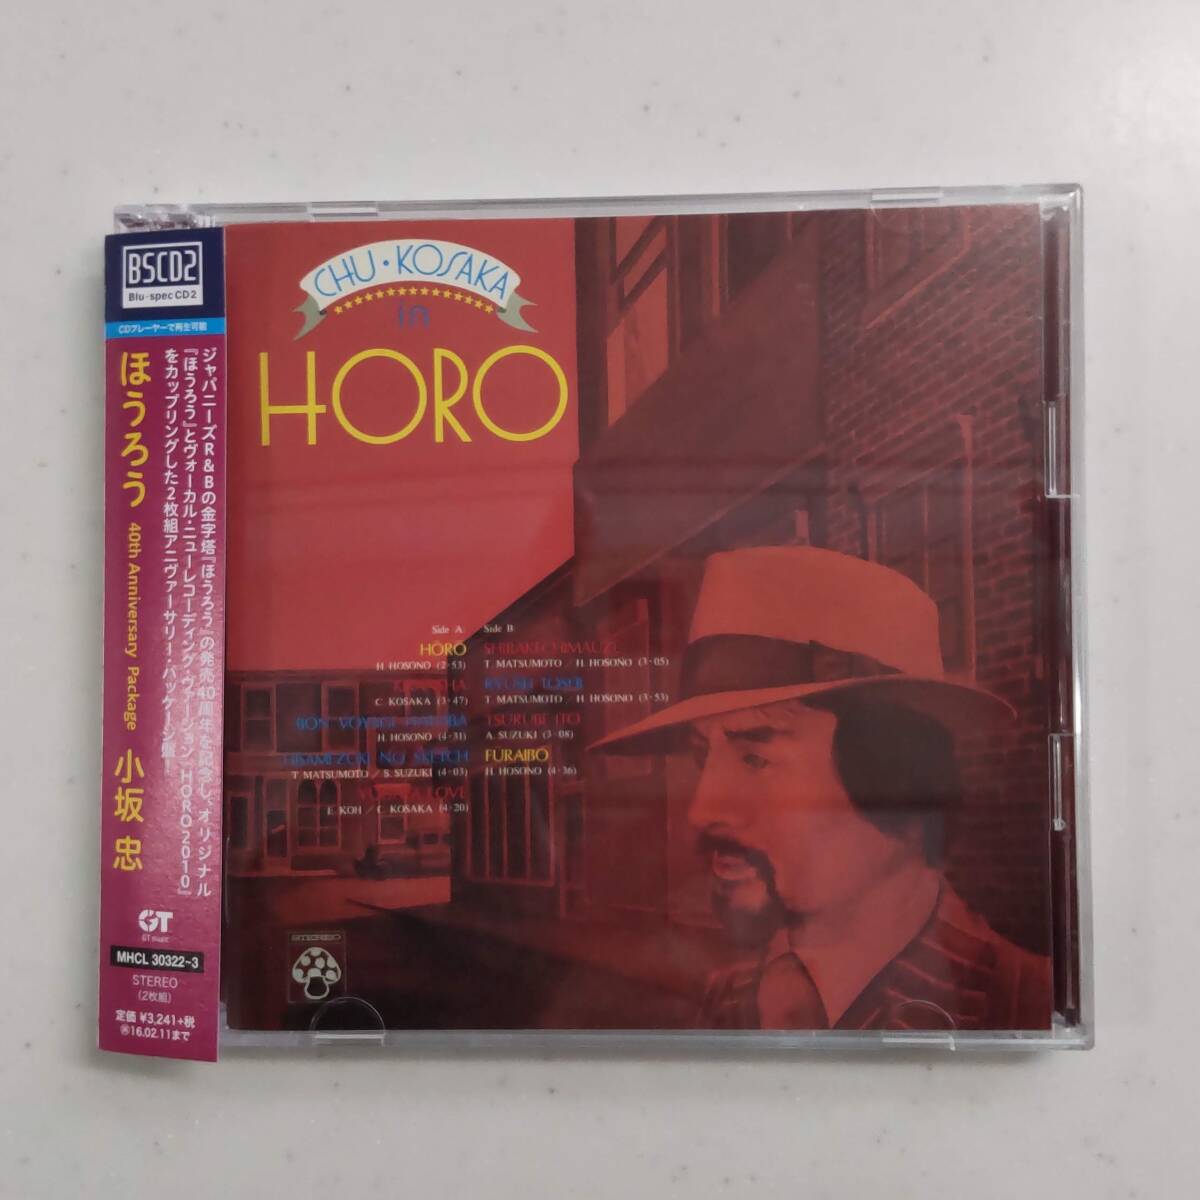 BSCD2
Blu-spec CD2
CDプレーヤーで再生可能
ほうろう 40th Anniversary Package 小坂 忠
ジャパニーズR&Bの金字塔『ほうろう』の発売40周年を記念し、オリジナル
『ほうろう』とヴォーカル・ニューレコーディング・ヴァージョン『HORO2010』
をカップリングした2枚組アニヴァーサリー・パッケージ盤!
GT
GT music
MHCL 30322~3
STEREO
(2枚組)
定価 ¥3,241+税
16.02.11まで
CHU・KOSAKA
in
HORO
Side A:
HŌRŌ
H. HOSONO (2・53)
C. KOSAKA (3・47)
BON VOYAGE
H. HOSONO (4・31)
NO SKETCH
T. MATSUMOTO / S. SUZUKI (4・03)
LOVE
E. KOH / C. KOSAKA (4・20)
Side B:
SHIRAKECHIMAUZE
T. MATSUMOTO / H. HOSONO (3・05)
T. MATSUMOTO / H. HOSONO (3・53)
TSURUBE ITO
A. SUZUKI (3・08)
FURAIBO
H. HOSONO (4・36)
STEREO